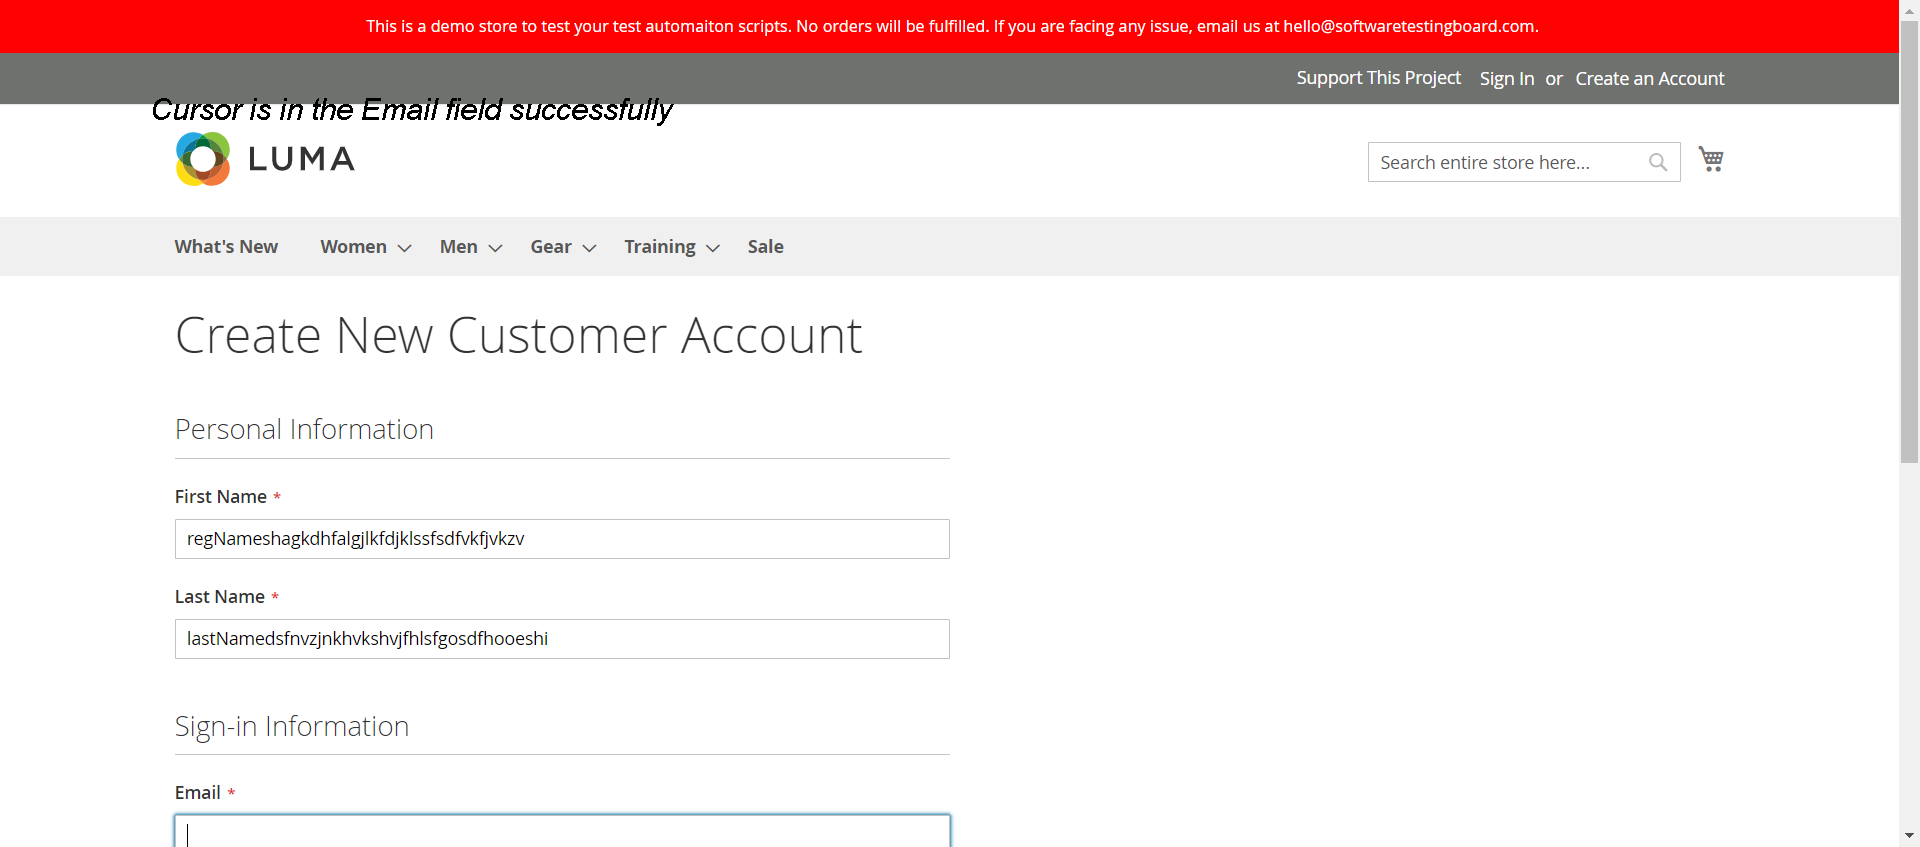 This is a demo store to test your test automaiton scripts. No orders will be fulfilled. If you are facing any issue, email us at hello@softwaretestingboard.com.
Support This Project Sign In or Create an Account
Cursor is in the Email field successfully
LUMA
Search entire store here...
What's New Women Men Gear Training Sale
Create New Customer Account
Personal Information
First Name *
regNameshagkdhfalgjlkfdjklssfsdfvkfjvkzv
Last Name *
lastNamedsfnvzjnkhvkshvjfhlsfgosdfhooeshi
Sign-in Information
Email *